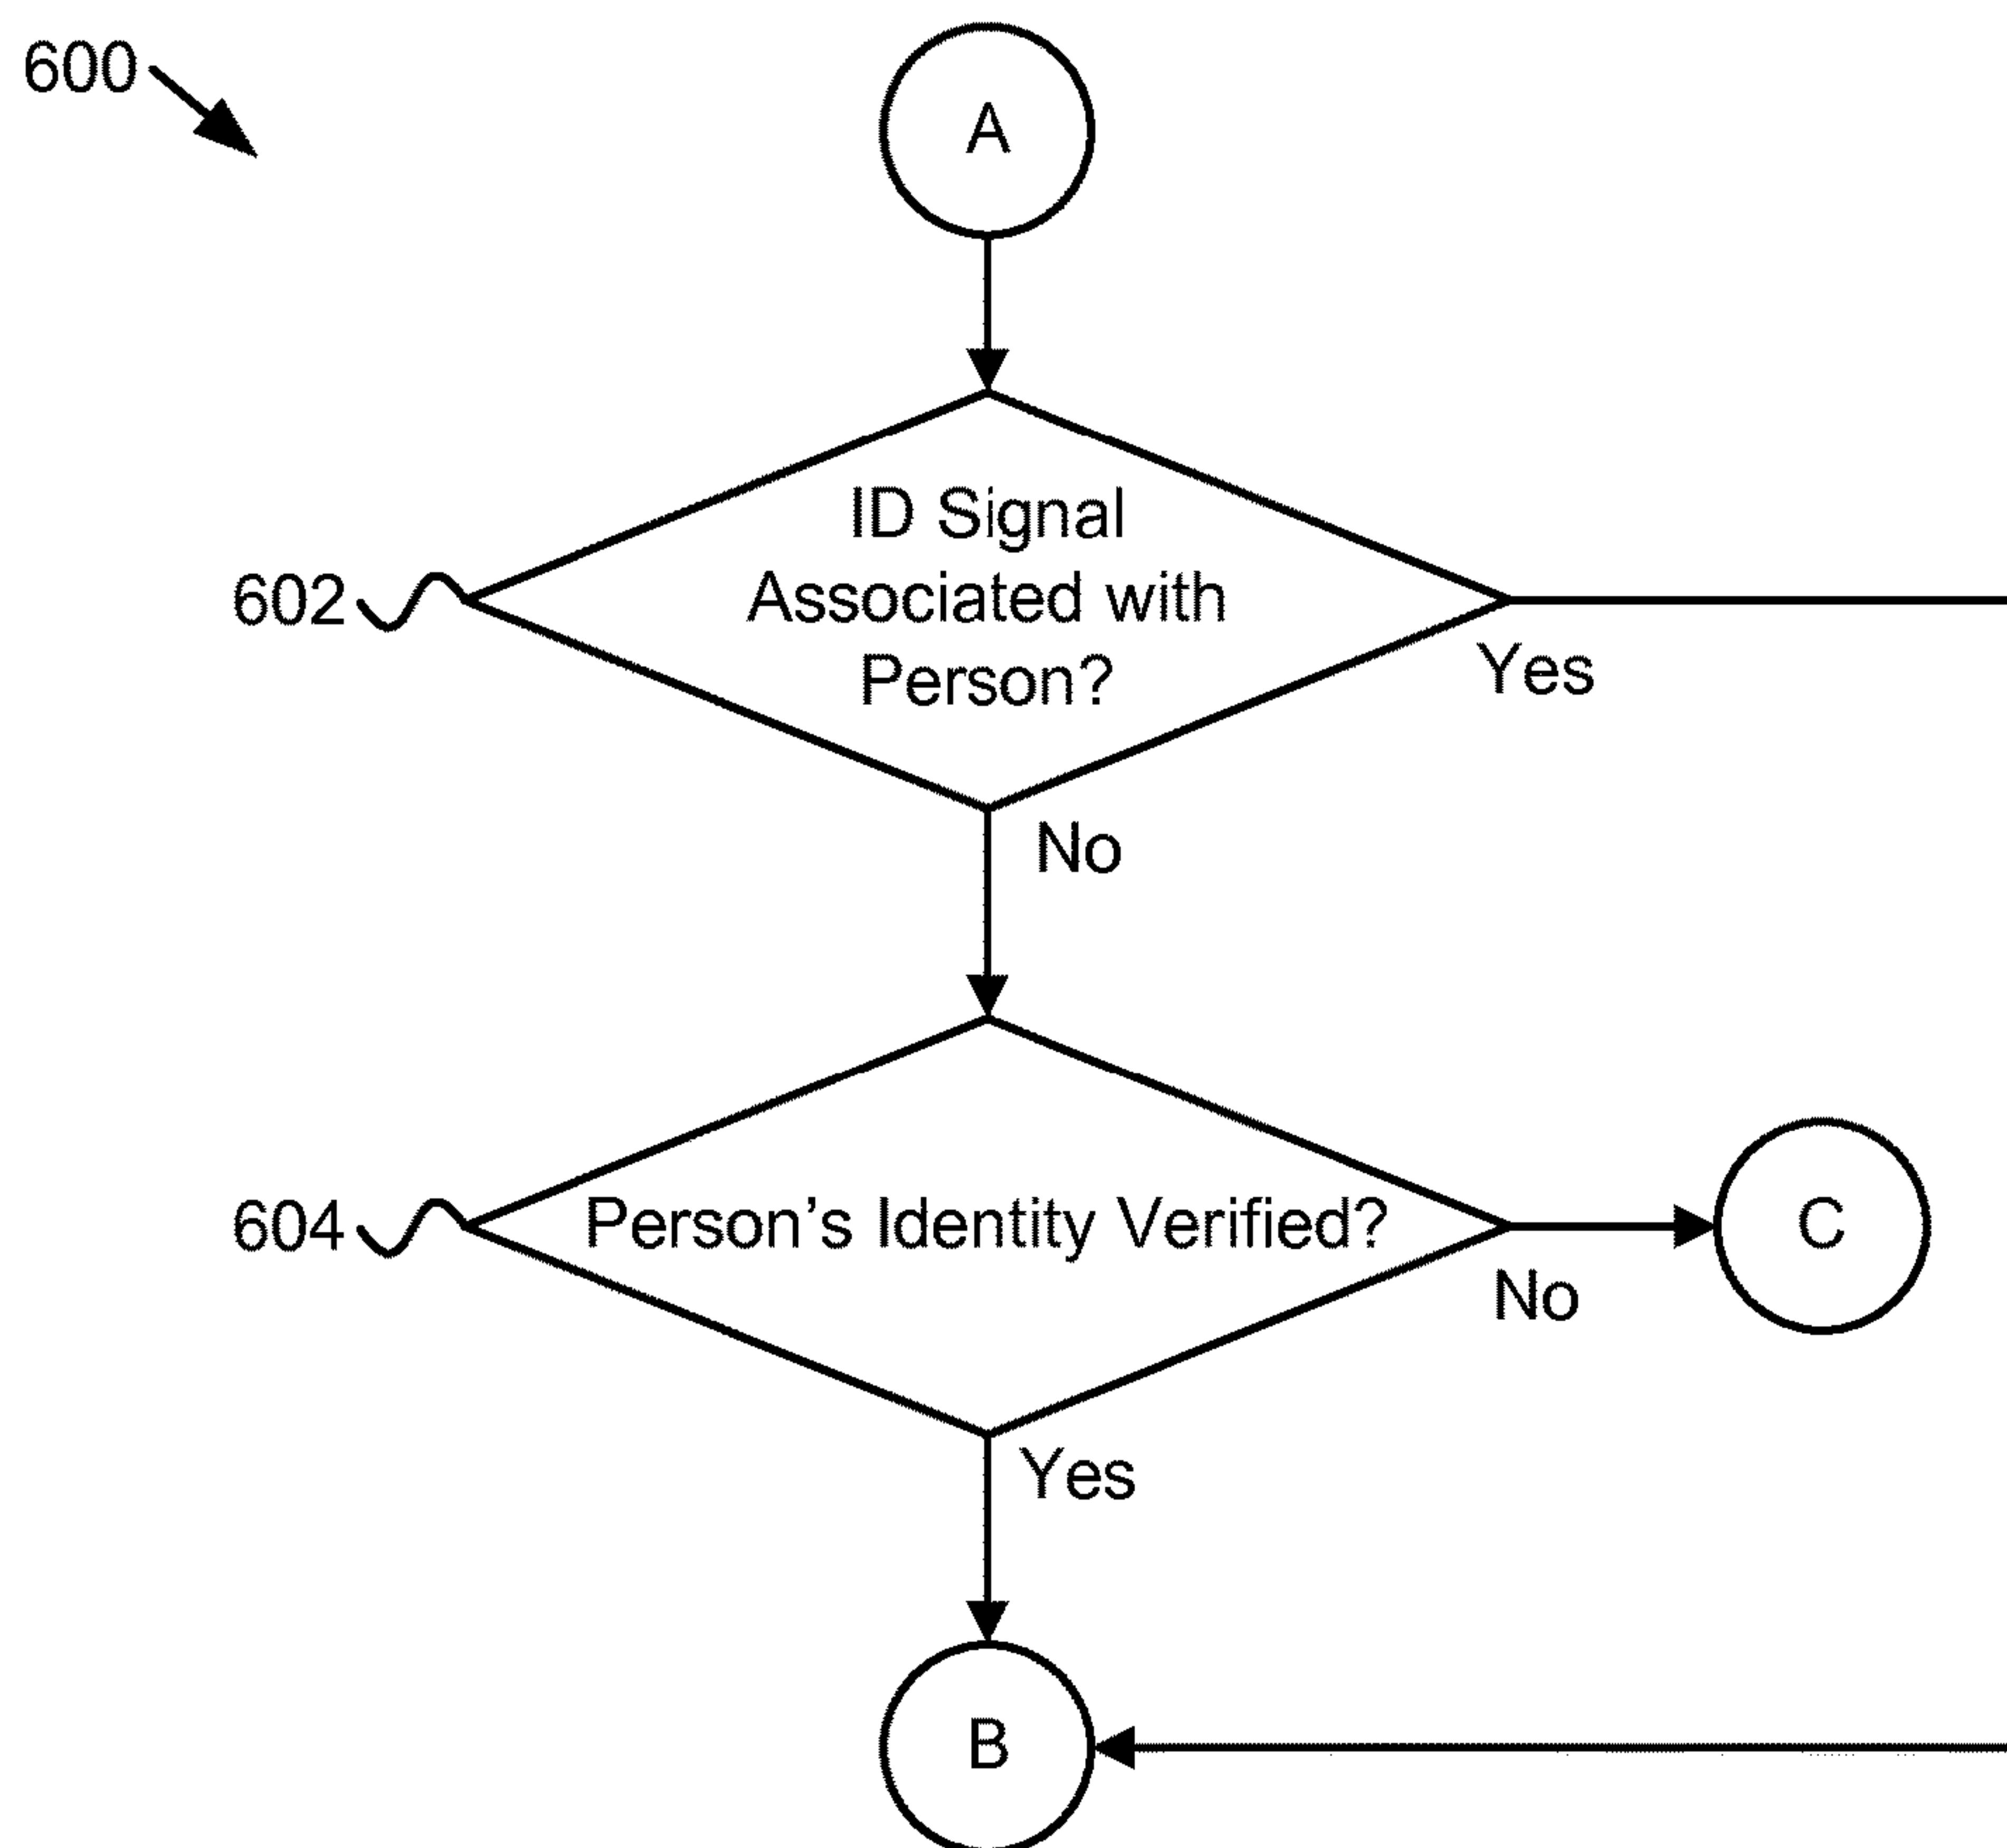 600
A
ID Signal
Associated with
Person?
602
Yes
No
604
Person's Identity Verified?
C
No
Yes
B